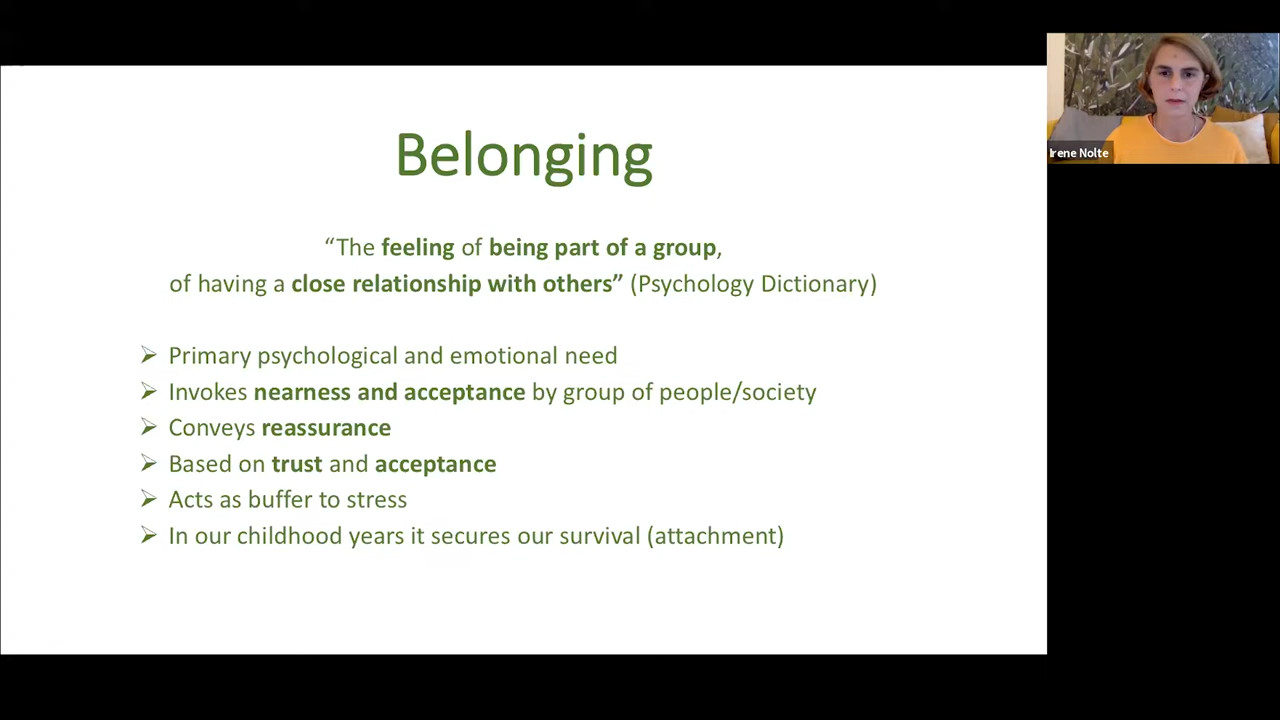 Belonging
“The feeling of being part of a group,
of having a close relationship with others” (Psychology Dictionary)
➢ Primary psychological and emotional need
➢ Invokes nearness and acceptance by group of people/society
➢ Conveys reassurance
➢ Based on trust and acceptance
➢ Acts as buffer to stress
➢ In our childhood years it secures our survival (attachment)
Irene Nolte